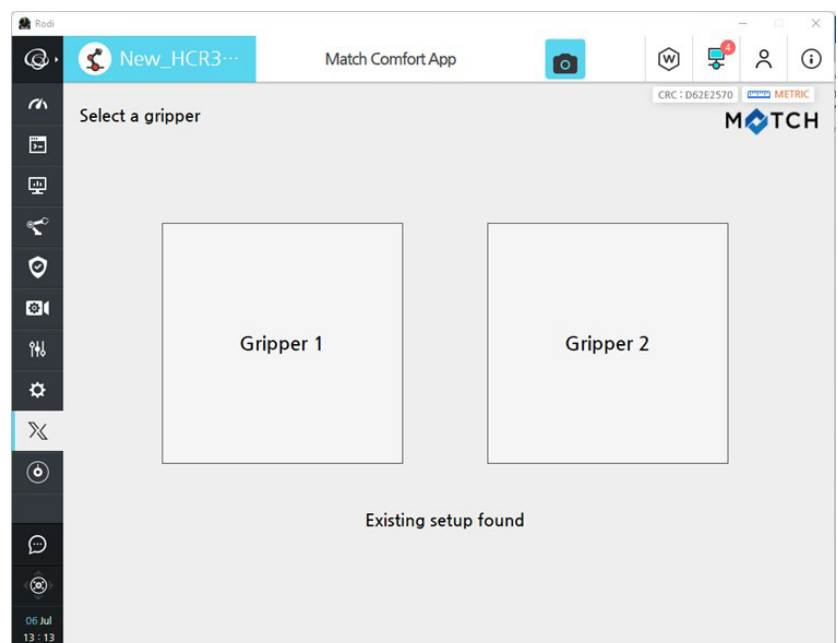 Rodi
New_HCR3···
Match Comfort App
W
4
CRC : D62E2570
METRIC
Select a gripper
MATCH
Gripper 1
Gripper 2
Existing setup found
06 Jul
13 : 13